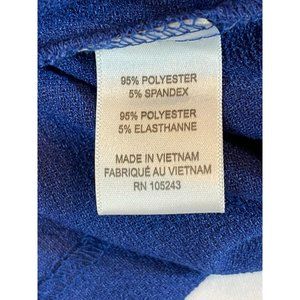 95% POLYESTER
5% SPANDEX
95% POLYESTER
5% ELASTHANNE
MADE IN VIETNAM
FABRIQUÉ AU VIETNAM
RN 105243